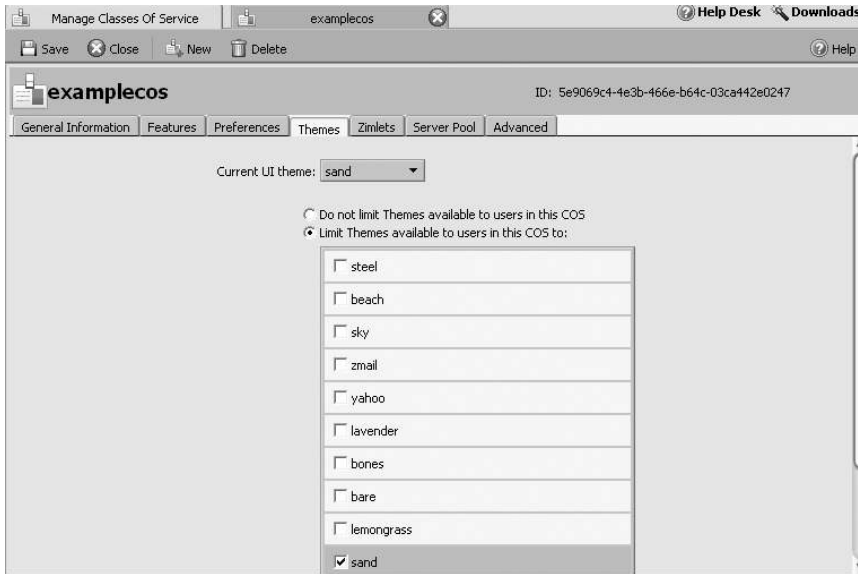 Manage Classes Of Service examplecos Help Desk Downloads
Save Close New Delete Help
examplecos ID: 5e9069c4-4e3b-466e-b64c-03ca442e0247
General Information Features Preferences Themes Zimlets Server Pool Advanced
Current UI theme: sand
Do not limit Themes available to users in this COS
Limit Themes available to users in this COS to:
steel
beach
sky
zmail
yahoo
lavender
bones
bare
lemongrass
sand